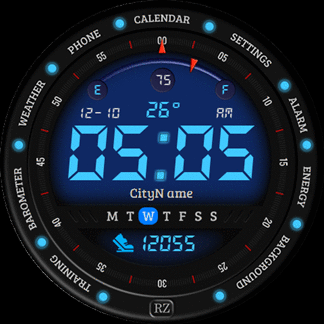 CALENDAR
SETTINGS
ALARM
ENERGY
BACKGROUND
TRAINING
BAROMETER
WEATHER
PHONE
00
05
10
15
20
25
30
35
40
45
50
55
E 75 F
12-10 26° AM
05:05
CityN ame
M T W T F S S
12055
RZ